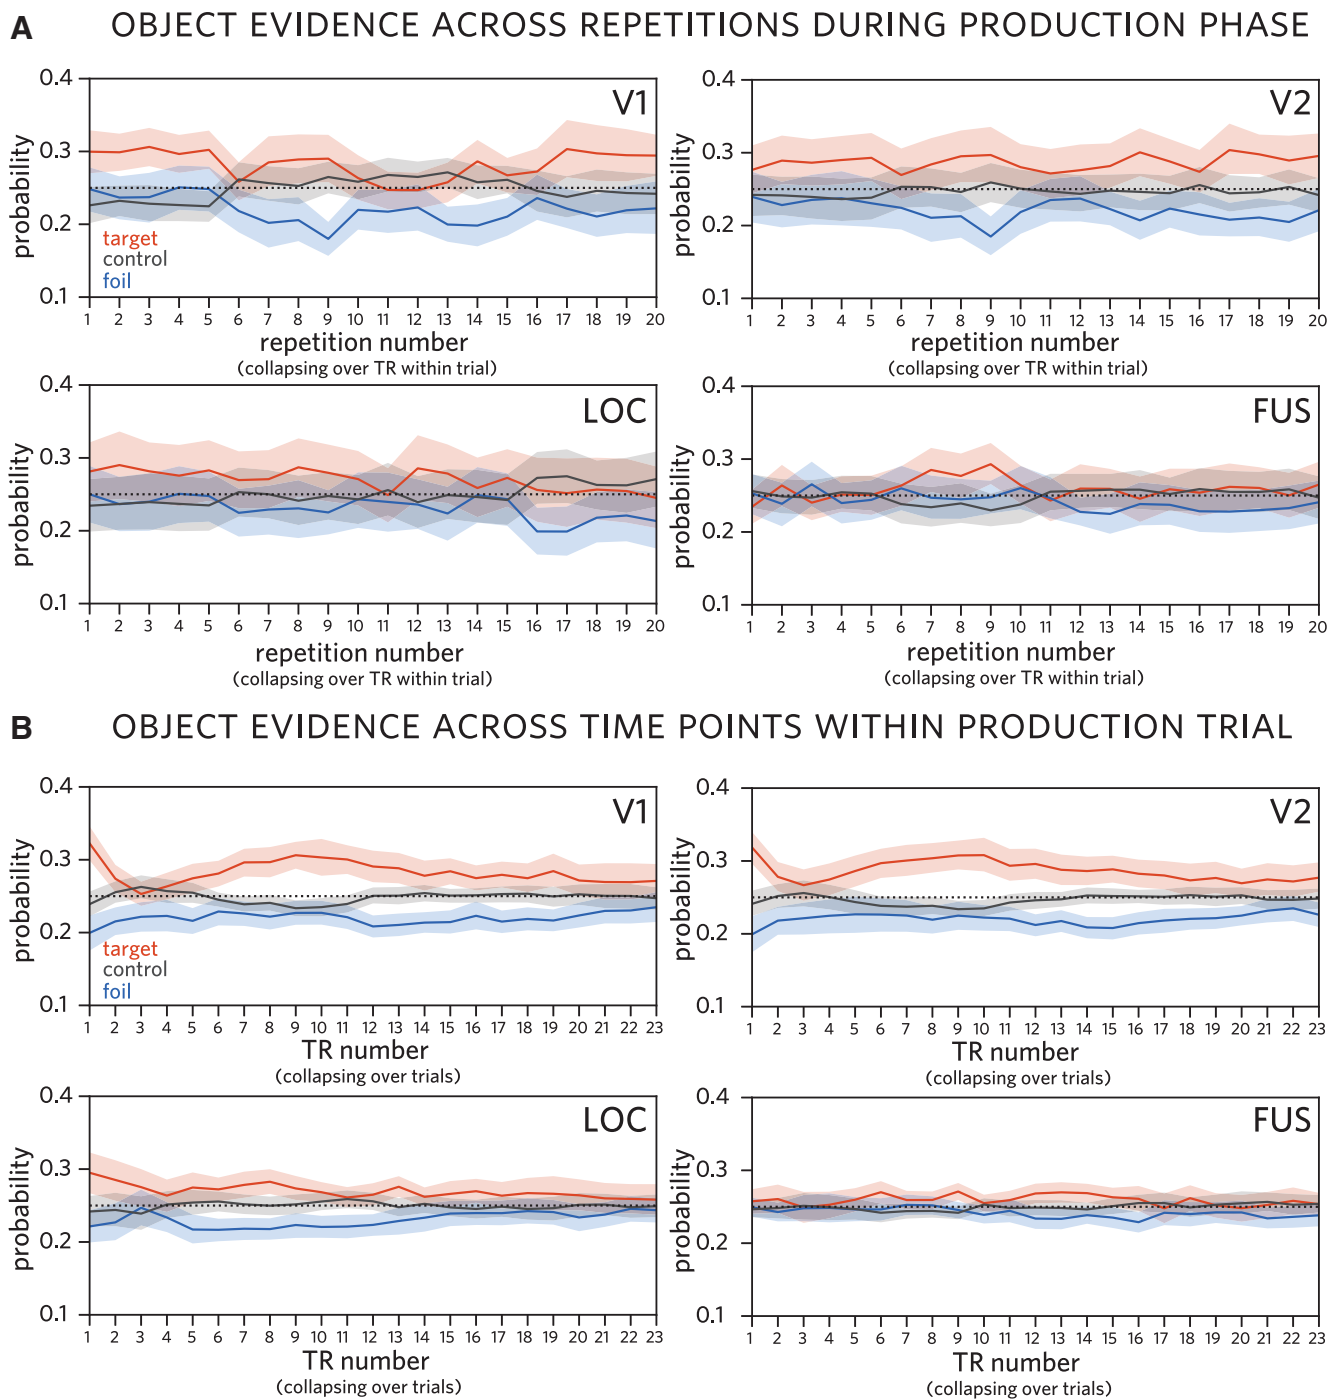 A OBJECT EVIDENCE ACROSS REPETITIONS DURING PRODUCTION PHASE
V1
probability
0.4
0.3
0.2
0.1
target
control
foil
1 2 3 4 5 6 7 8 9 10 11 12 13 14 15 16 17 18 19 20
repetition number
(collapsing over TR within trial)
V2
probability
0.4
0.3
0.2
0.1
1 2 3 4 5 6 7 8 9 10 11 12 13 14 15 16 17 18 19 20
repetition number
(collapsing over TR within trial)
LOC
probability
0.4
0.3
0.2
0.1
1 2 3 4 5 6 7 8 9 10 11 12 13 14 15 16 17 18 19 20
repetition number
(collapsing over TR within trial)
FUS
probability
0.4
0.3
0.2
0.1
1 2 3 4 5 6 7 8 9 10 11 12 13 14 15 16 17 18 19 20
repetition number
(collapsing over TR within trial)
B OBJECT EVIDENCE ACROSS TIME POINTS WITHIN PRODUCTION TRIAL
V1
probability
0.4
0.3
0.2
0.1
target
control
foil
1 2 3 4 5 6 7 8 9 10 11 12 13 14 15 16 17 18 19 20 21 22 23
TR number
(collapsing over trials)
V2
probability
0.4
0.3
0.2
0.1
1 2 3 4 5 6 7 8 9 10 11 12 13 14 15 16 17 18 19 20 21 22 23
TR number
(collapsing over trials)
LOC
probability
0.4
0.3
0.2
0.1
1 2 3 4 5 6 7 8 9 10 11 12 13 14 15 16 17 18 19 20 21 22 23
TR number
(collapsing over trials)
FUS
probability
0.4
0.3
0.2
0.1
1 2 3 4 5 6 7 8 9 10 11 12 13 14 15 16 17 18 19 20 21 22 23
TR number
(collapsing over trials)